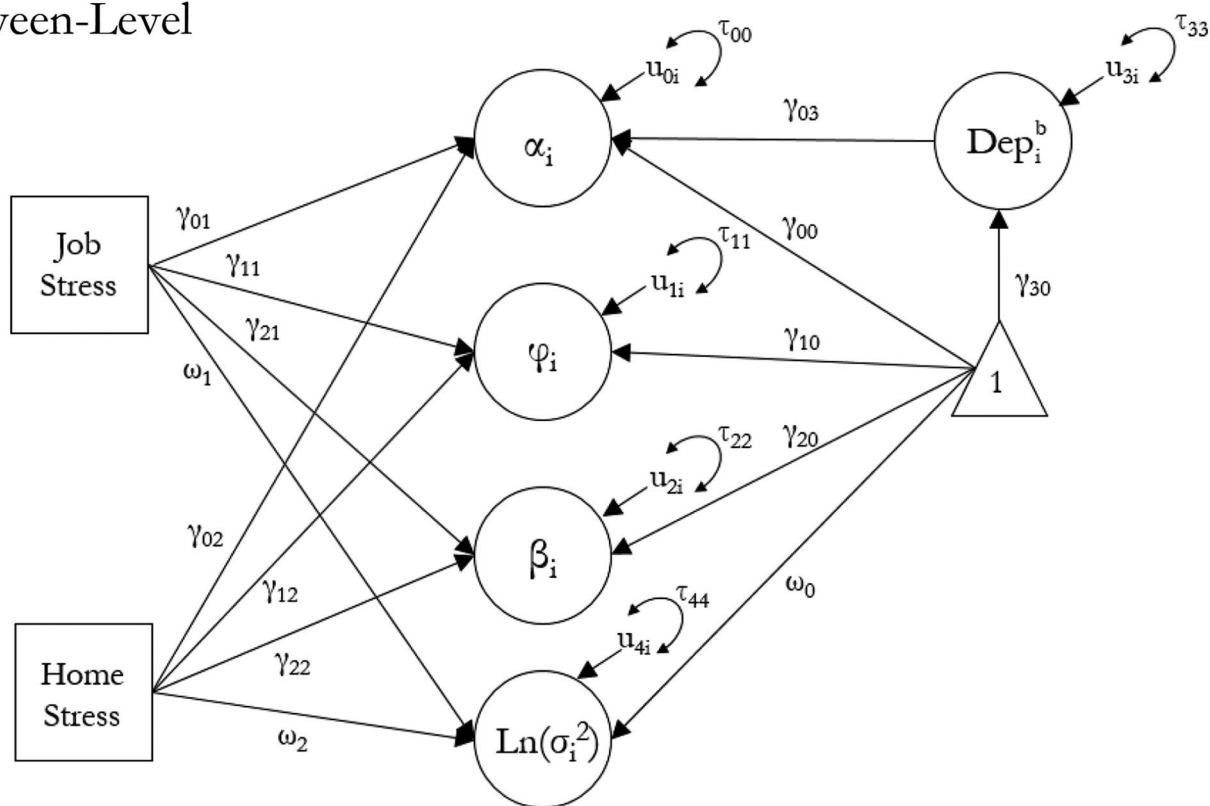 ween-Level
τ₀₀
u₀ᵢ
αᵢ
τ₃₃
u₃ᵢ
Depᵢᵇ
γ₀₃
γ₀₁
Job
Stress
γ₁₁
γ₂₁
ω₁
γ₀₀
τ₁₁
u₁ᵢ
φᵢ
γ₁₀
γ₃₀
1
τ₂₂
u₂ᵢ
γ₂₀
βᵢ
γ₀₂
γ₁₂
γ₂₂
ω₀
τ₄₄
u₄ᵢ
Home
Stress
ω₂
Ln(σᵢ²)